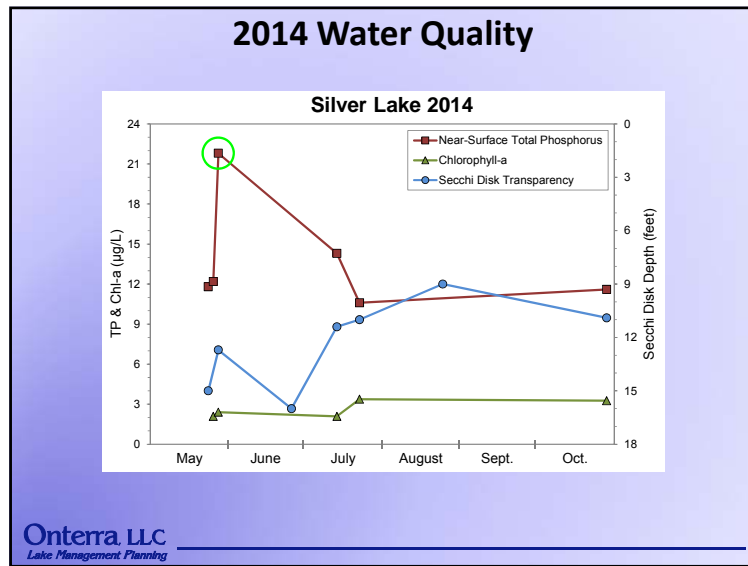 2014 Water Quality
Silver Lake 2014
24
21
18
15
12
9
6
3
0
TP & Chl-a (µg/L)
0
3
6
9
12
15
18
Secchi Disk Depth (feet)
Near-Surface Total Phosphorus
Chlorophyll-a
Secchi Disk Transparency
May June July August Sept. Oct.
Onterra, LLC
Lake Management Planning